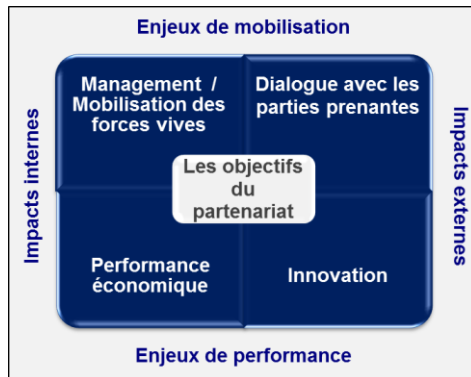 Enjeux de mobilisation
Management /
Mobilisation des
forces vives
Dialogue avec les
parties prenantes
Impacts internes
Les objectifs
du
partenariat
Impacts externes
Performance
économique
Innovation
Enjeux de performance